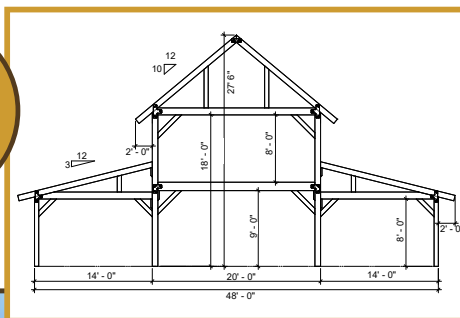 12
10
27' 6"
2' - 0"
12
3
18' - 0"
8' - 0"
9' - 0"
8' - 0"
2' - 0"
14' - 0"
20' - 0"
14' - 0"
48' - 0"